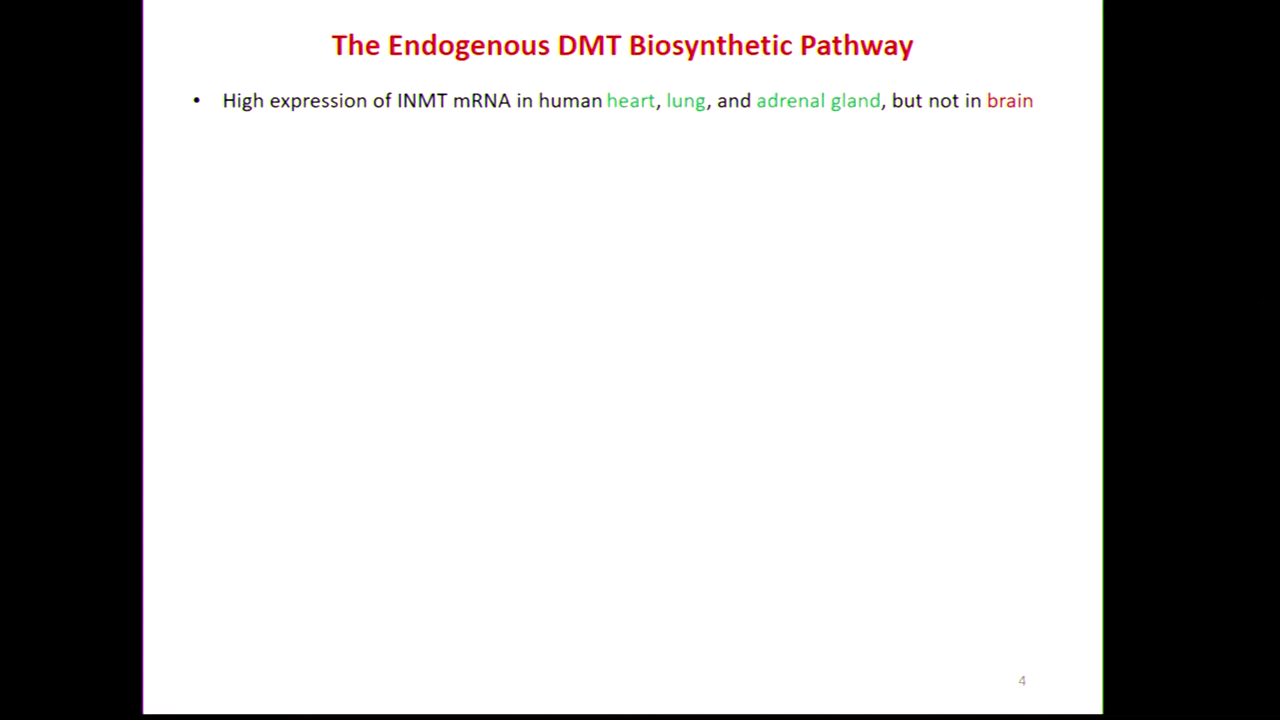 The Endogenous DMT Biosynthetic Pathway
• High expression of INMT mRNA in human heart, lung, and adrenal gland, but not in brain
4